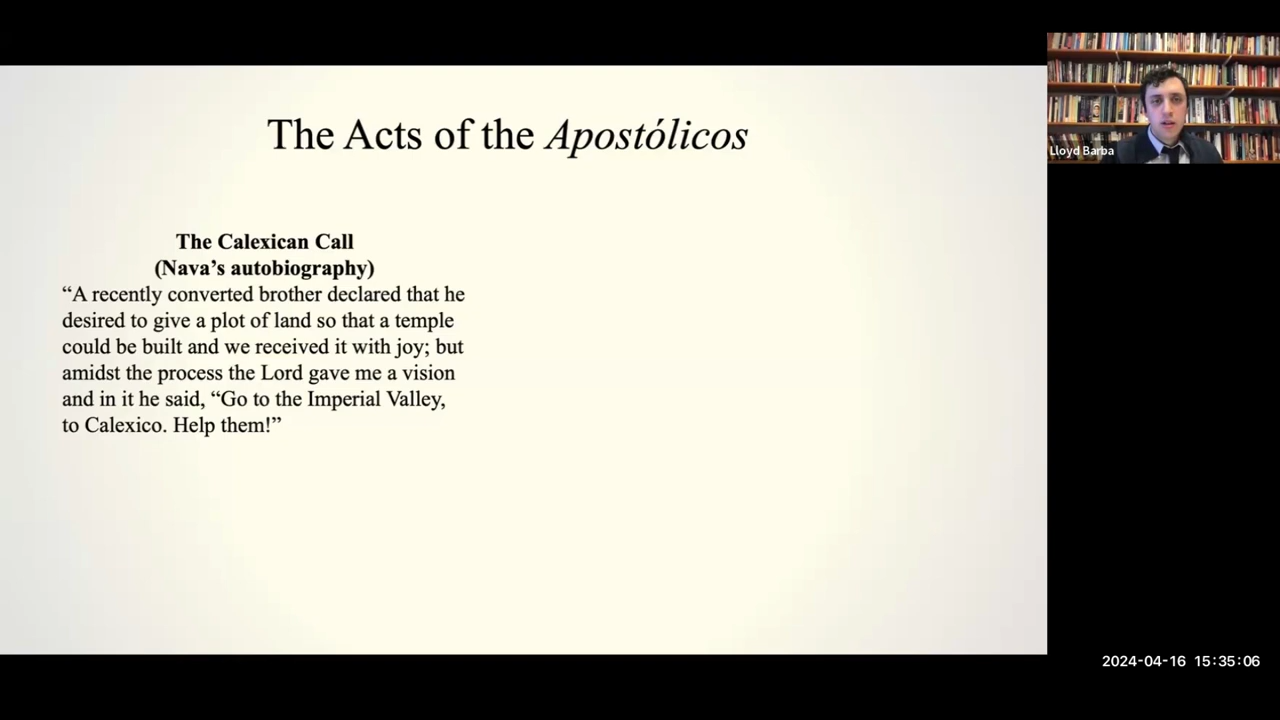 The Acts of the Apostólicos
The Calexican Call
(Nava’s autobiography)
“A recently converted brother declared that he
desired to give a plot of land so that a temple
could be built and we received it with joy; but
amidst the process the Lord gave me a vision
and in it he said, “Go to the Imperial Valley,
to Calexico. Help them!”
Lloyd Barba
2024-04-16 15:35:06